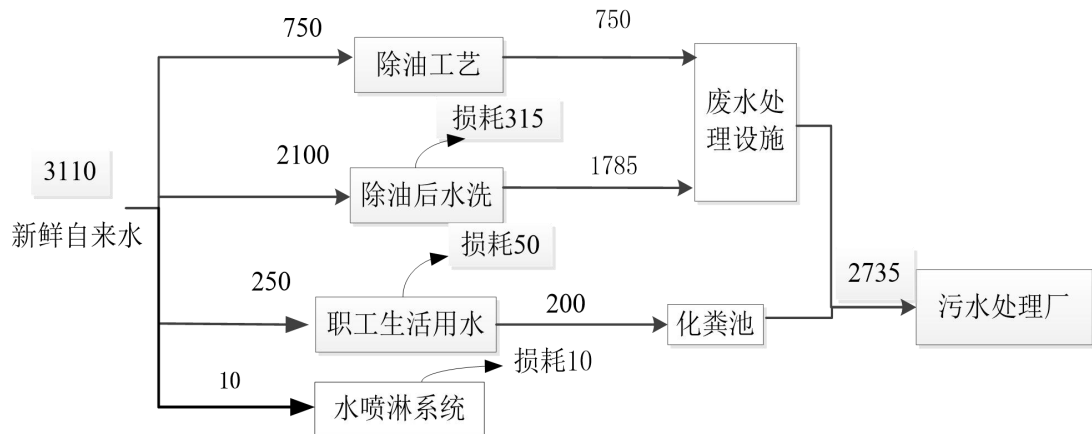 750
除油工艺
750
废水处
理设施
损耗315
2100
除油后水洗
1785
3110
新鲜自来水
损耗50
250
职工生活用水
200
化粪池
2735
污水处理厂
10
水喷淋系统
损耗10